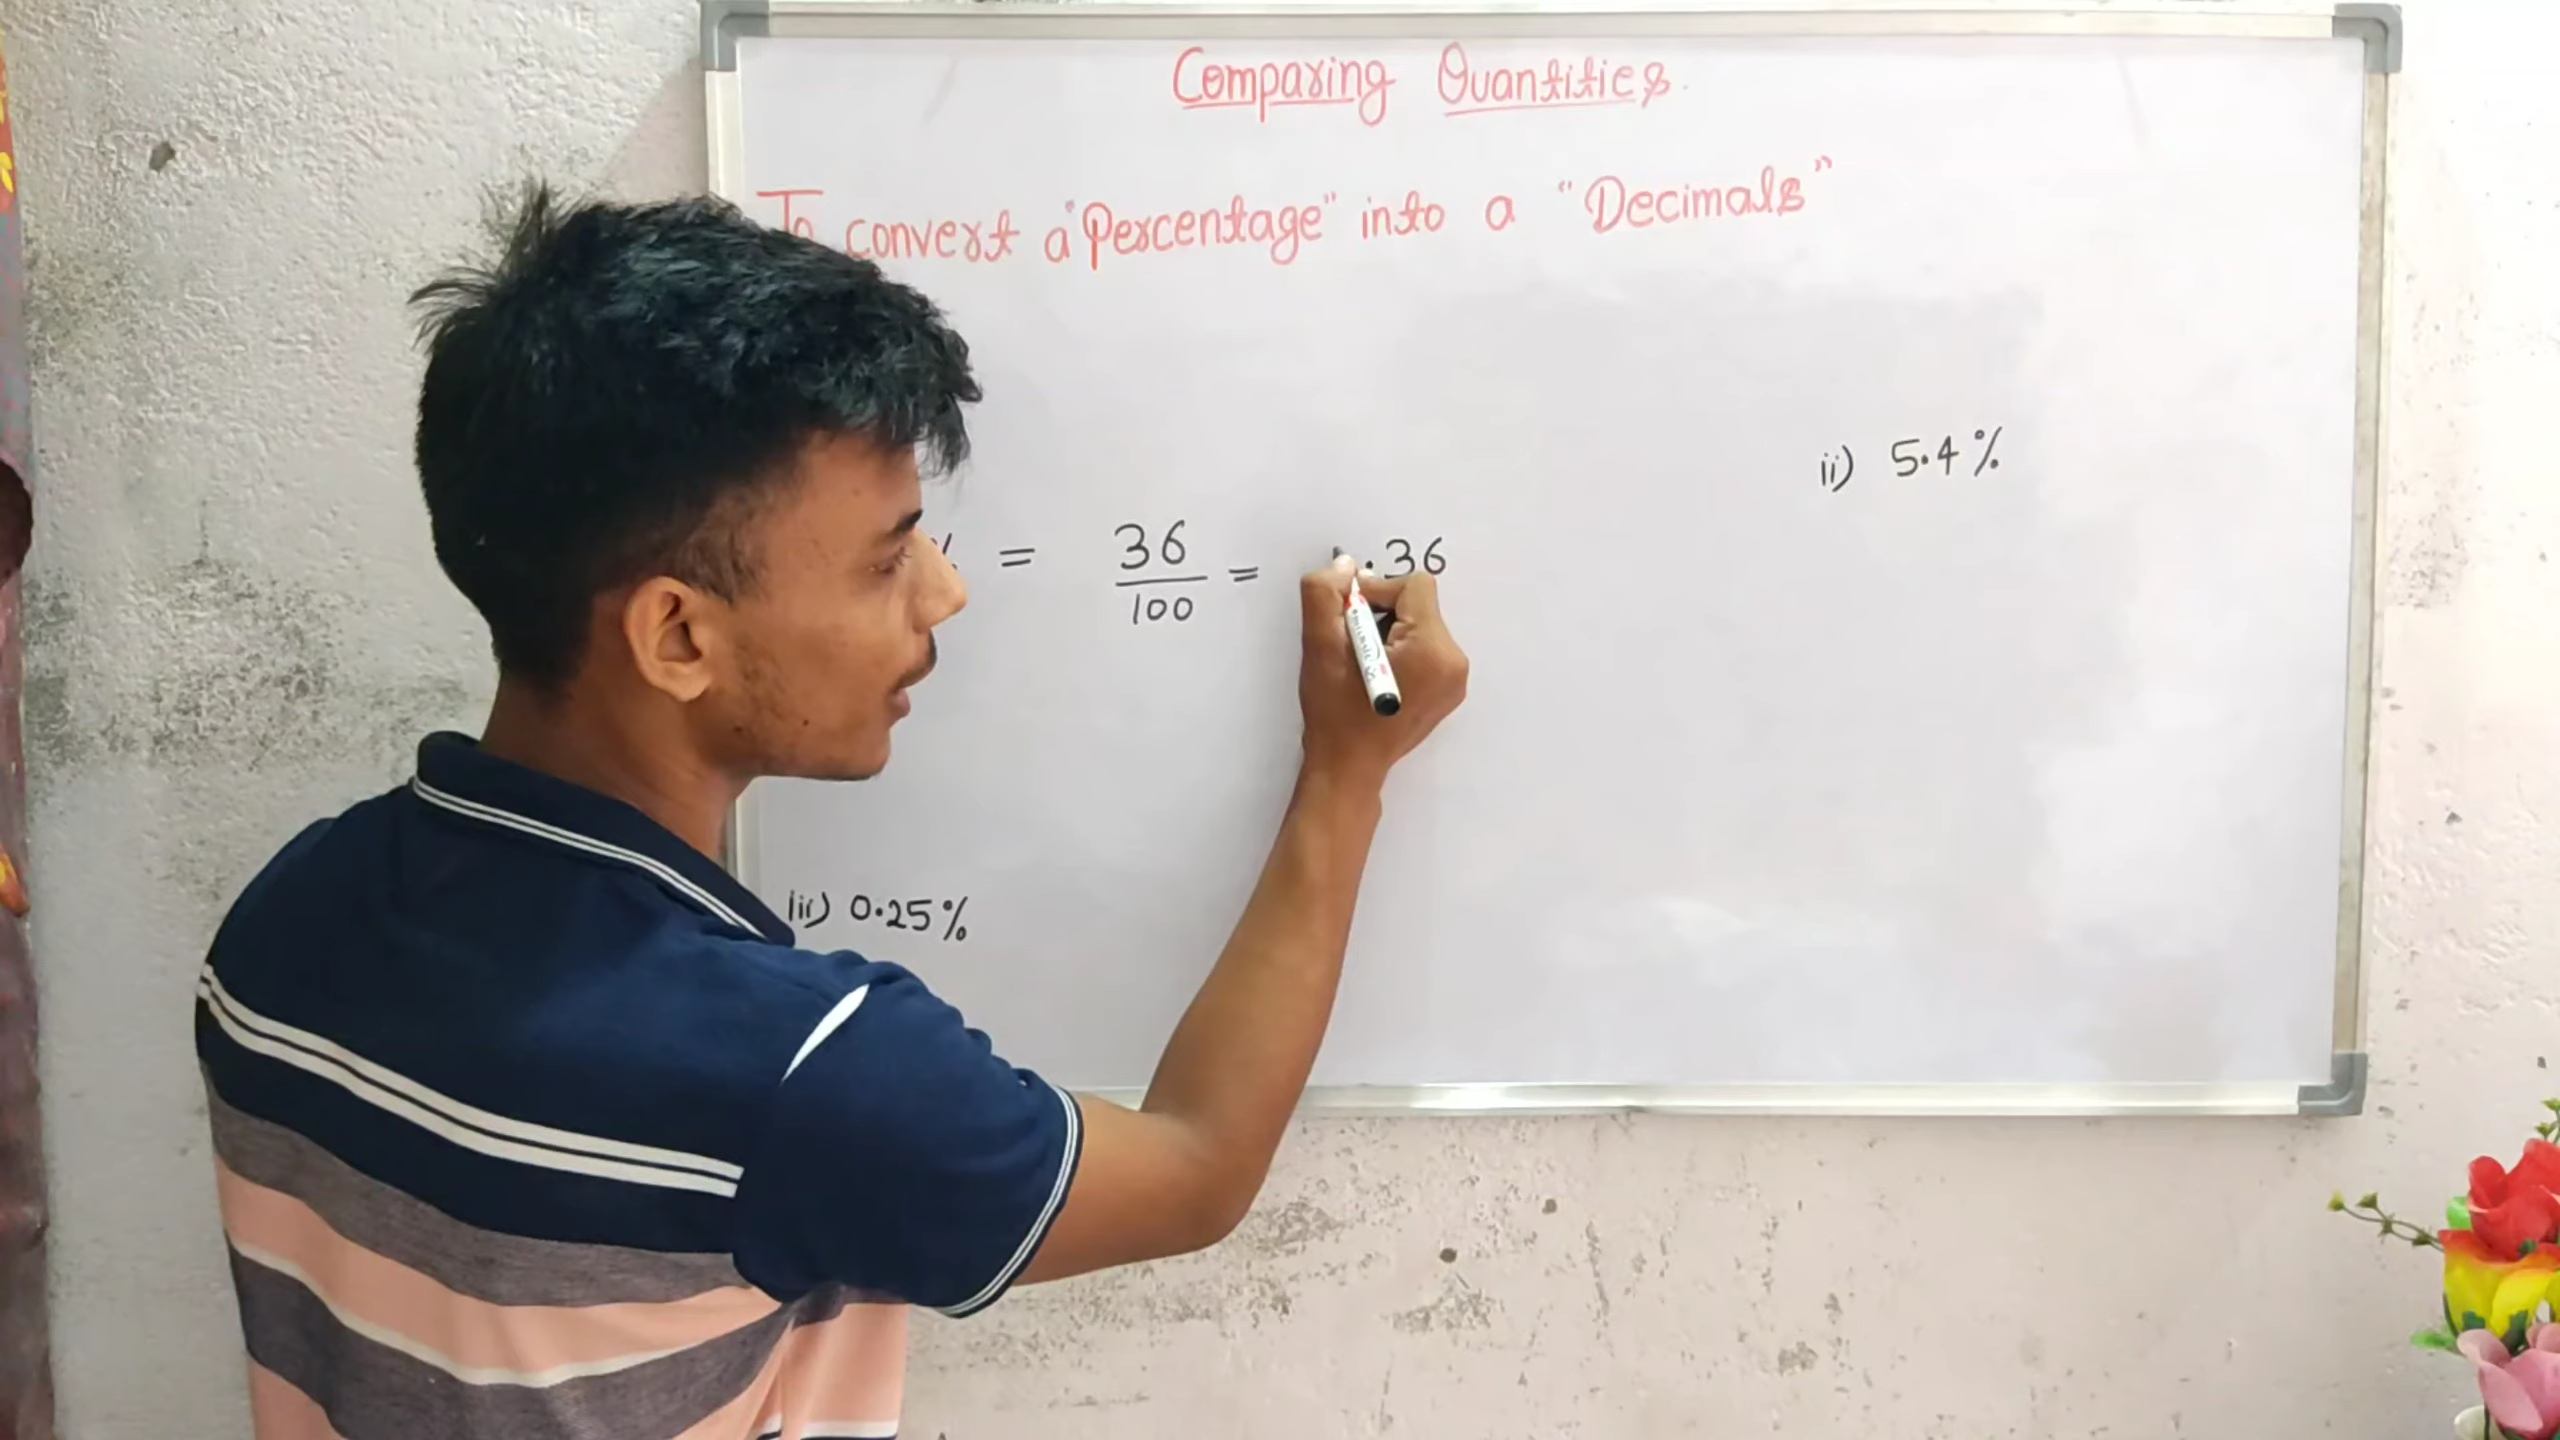 Comparing Quantities.
To convert a "Percentage" into a "Decimals"
ii) 5.4%
% = 36/100 = .36
iii) 0.25%